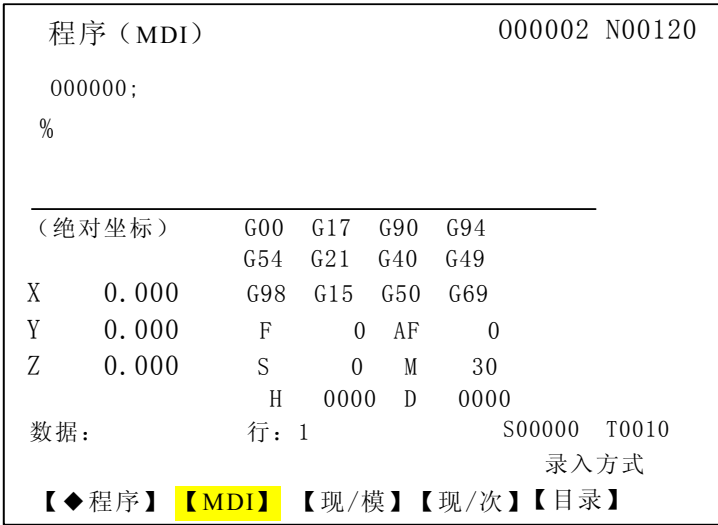 程序（MDI） O00002 N00120
O00000;
%
（绝对坐标） G00 G17 G90 G94
G54 G21 G40 G49
X 0.000 G98 G15 G50 G69
Y 0.000 F 0 AF 0
Z 0.000 S 0 M 30
H 0000 D 0000
数据： 行：1 S00000 T0010
录入方式
【◆程序】【MDI】【现/模】【现/次】【目录】